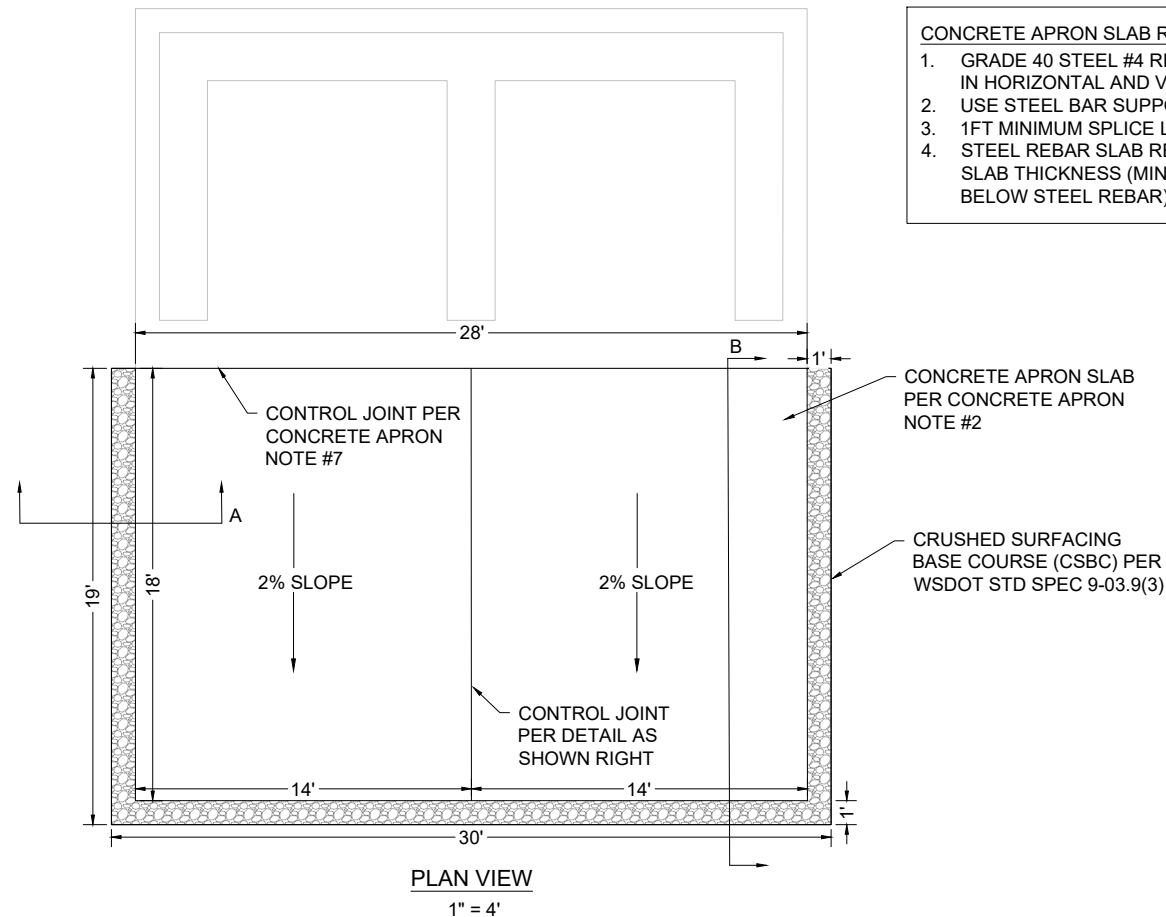 CONCRETE APRON SLAB
1. GRADE 40 STEEL #4
IN HORIZONTAL AND
2. USE STEEL BAR
3. 1FT MINIMUM SPLICE
4. STEEL REBAR SLAB
SLAB THICKNESS
BELOW STEEL REBAR)
28'
B
1'
CONCRETE APRON SLAB
PER CONCRETE APRON
NOTE #2
CONTROL JOINT PER
CONCRETE APRON
NOTE #7
A
CRUSHED SURFACING
BASE COURSE (CSBC) PER
WSDOT STD SPEC 9-03.9(3)
19'
18'
2% SLOPE
2% SLOPE
CONTROL JOINT
PER DETAIL AS
SHOWN RIGHT
14'
14'
1'
30'
PLAN VIEW
1" = 4'